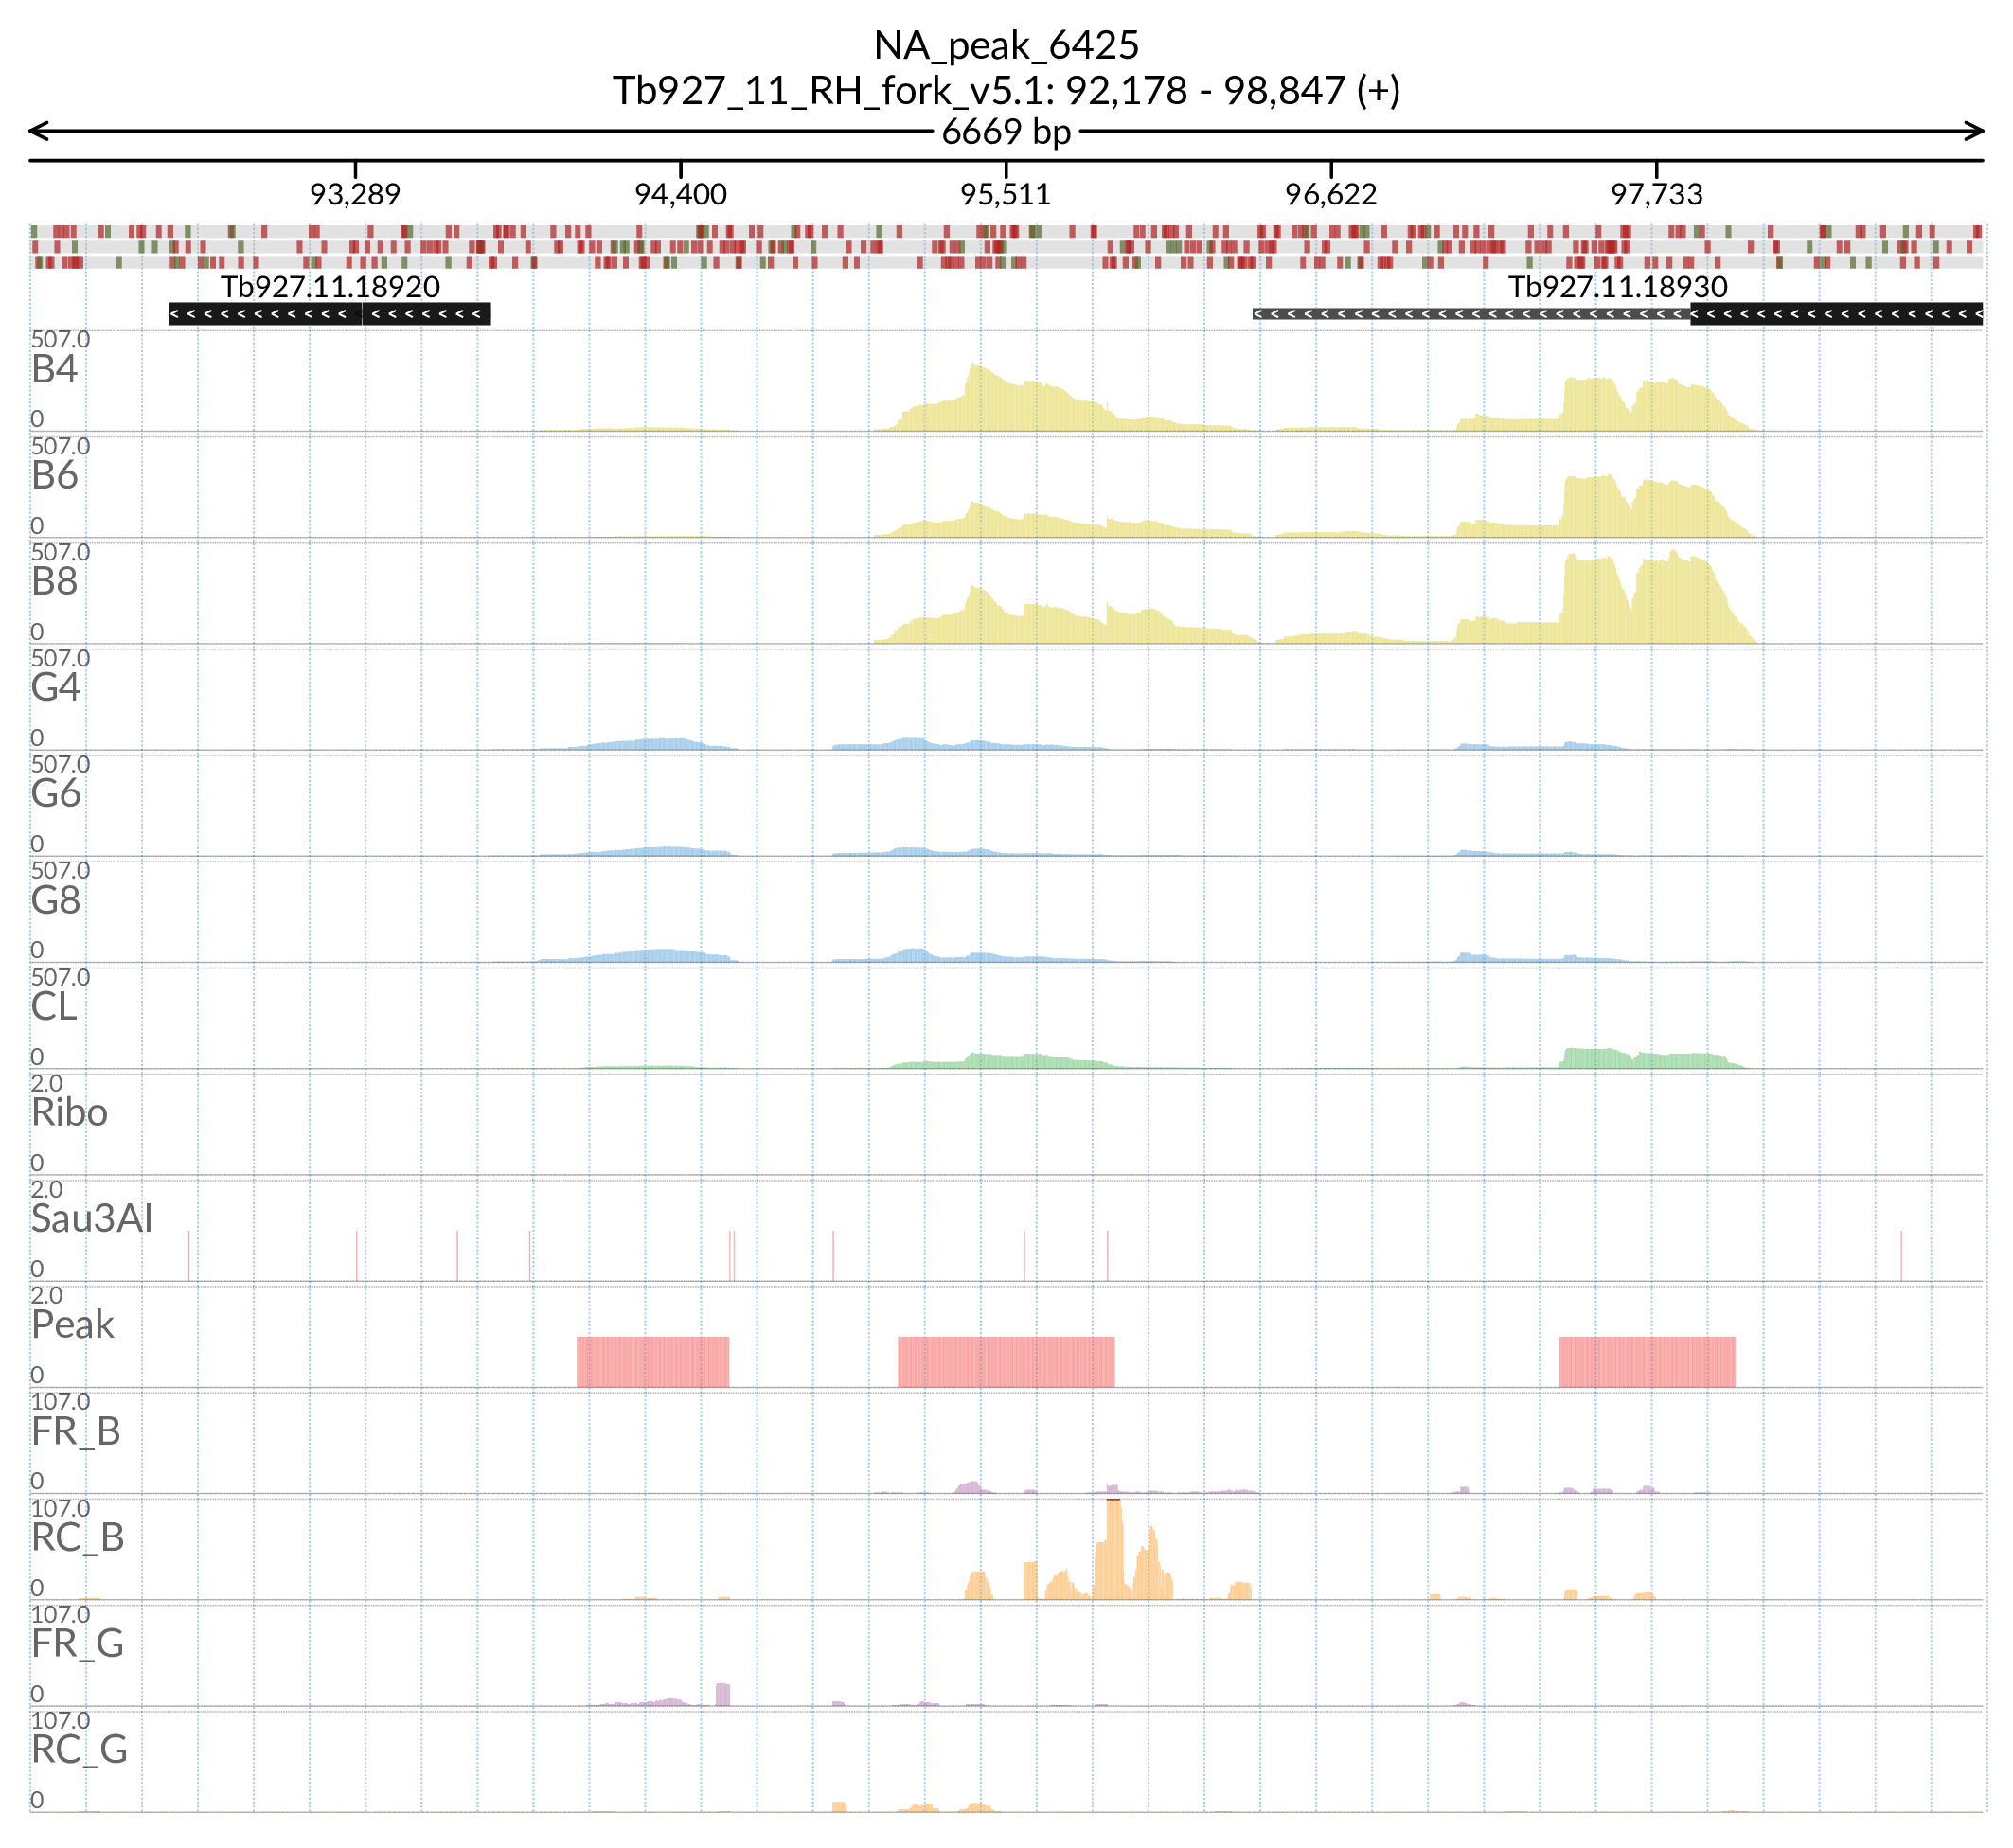 NA_peak_6425
Tb927_11_RH_fork_v5.1: 92,178 - 98,847 (+)
6669 bp
93,289 94,400 95,511 96,622 97,733
Tb927.11.18920 Tb927.11.18930
507.0
B4
0
507.0
B6
0
507.0
B8
0
507.0
G4
0
507.0
G6
0
507.0
G8
0
507.0
CL
0
2.0
Ribo
0
2.0
Sau3AI
0
2.0
Peak
0
107.0
FR_B
0
107.0
RC_B
0
107.0
FR_G
0
107.0
RC_G
0